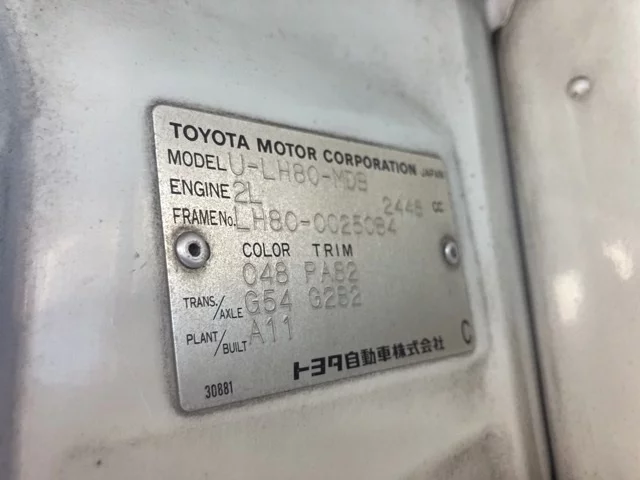 TOYOTA MOTOR CORPORATION JAPAN
MODEL U-LH80-MDB
ENGINE 2L 2446 CC
FRAME No. LH80-0025084
COLOR TRIM
048 PA82
TRANS./AXLE G54 G282
PLANT/BUILT A11
30881 トヨタ自動車株式会社 C